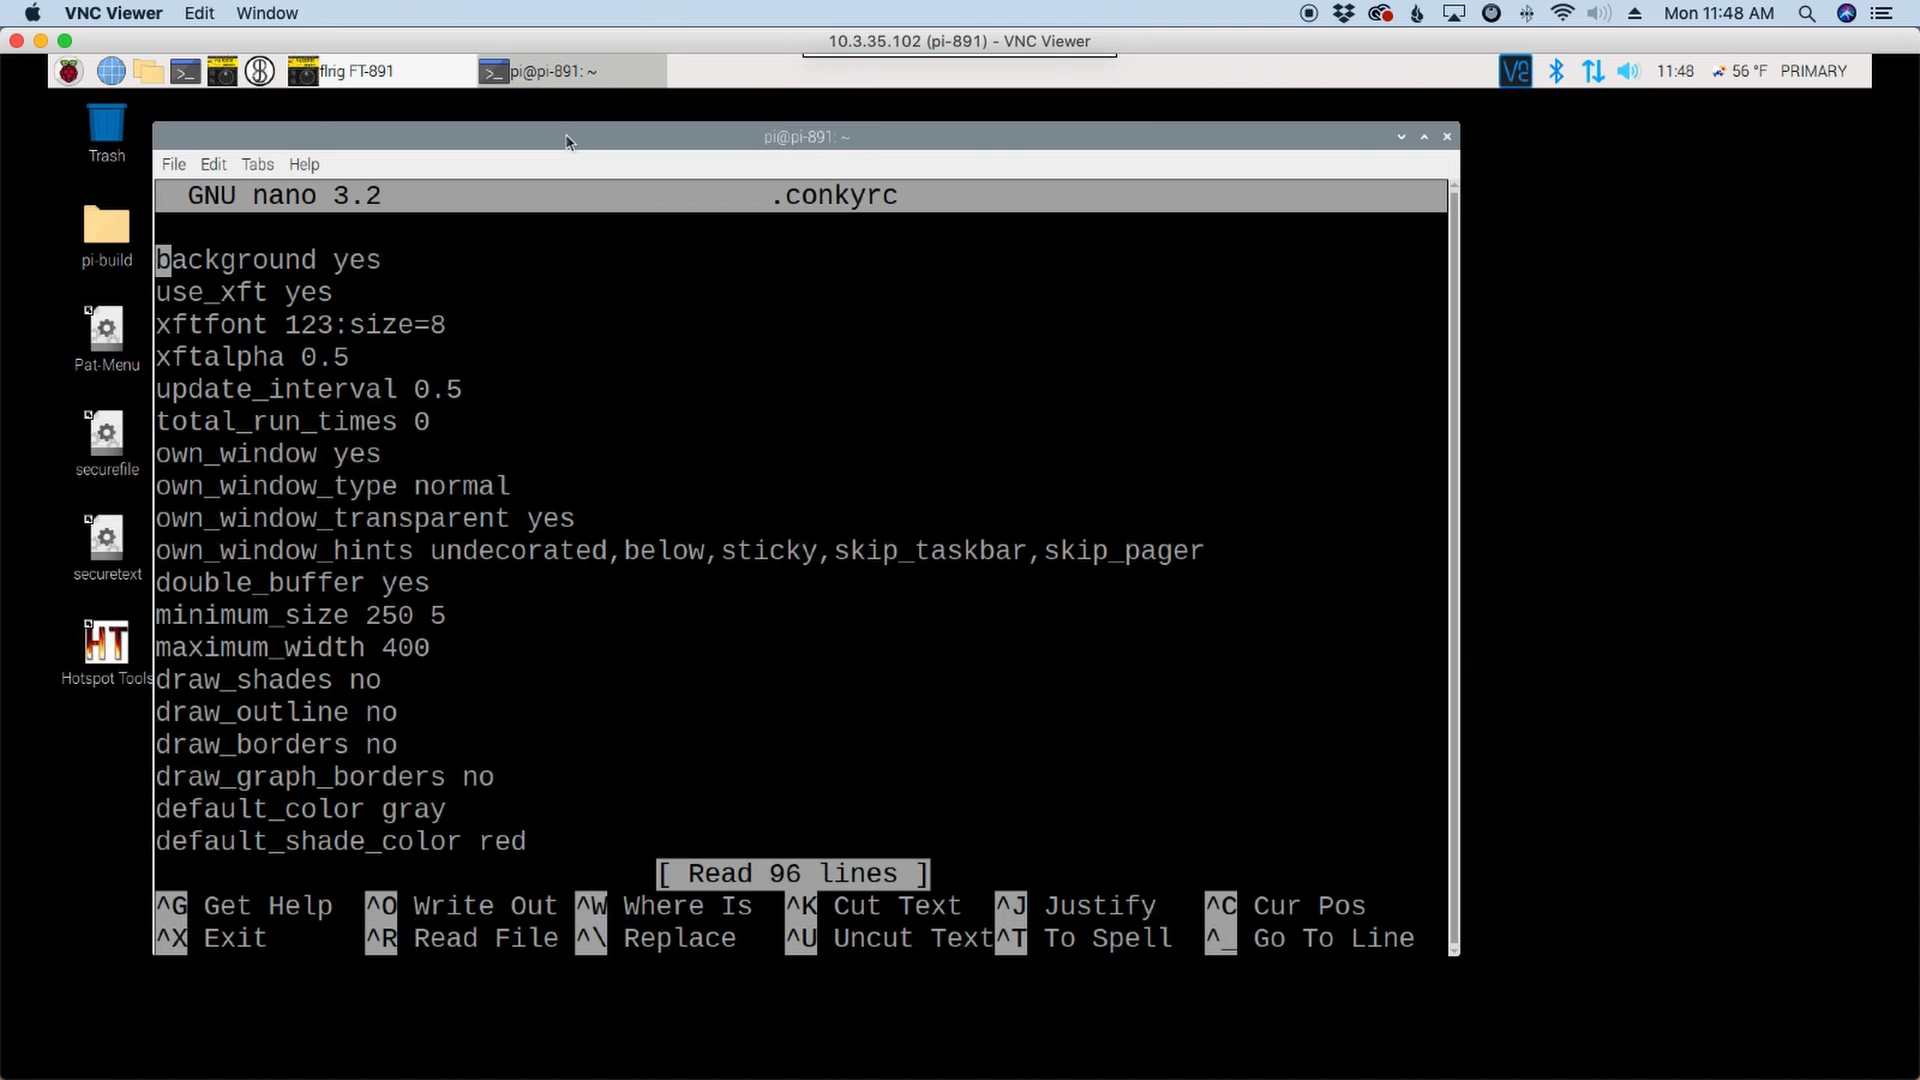 VNC Viewer Edit Window Mon 11:48 AM
10.3.35.102 (pi-891) - VNC Viewer
flrig FT-891 pi@pi-891: ~ 11:48 56 °F PRIMARY
Trash
pi-build
Pat-Menu
securefile
securetext
HT
Hotspot Tools
pi@pi-891: ~
File Edit Tabs Help
GNU nano 3.2 .conkyrc
background yes
use_xft yes
xftfont 123:size=8
xftalpha 0.5
update_interval 0.5
total_run_times 0
own_window yes
own_window_type normal
own_window_transparent yes
own_window_hints undecorated,below,sticky,skip_taskbar,skip_pager
double_buffer yes
minimum_size 250 5
maximum_width 400
draw_shades no
draw_outline no
draw_borders no
draw_graph_borders no
default_color gray
default_shade_color red
[ Read 96 lines ]
^G Get Help ^O Write Out ^W Where Is ^K Cut Text ^J Justify ^C Cur Pos
^X Exit ^R Read File ^\ Replace ^U Uncut Text ^T To Spell ^_ Go To Line